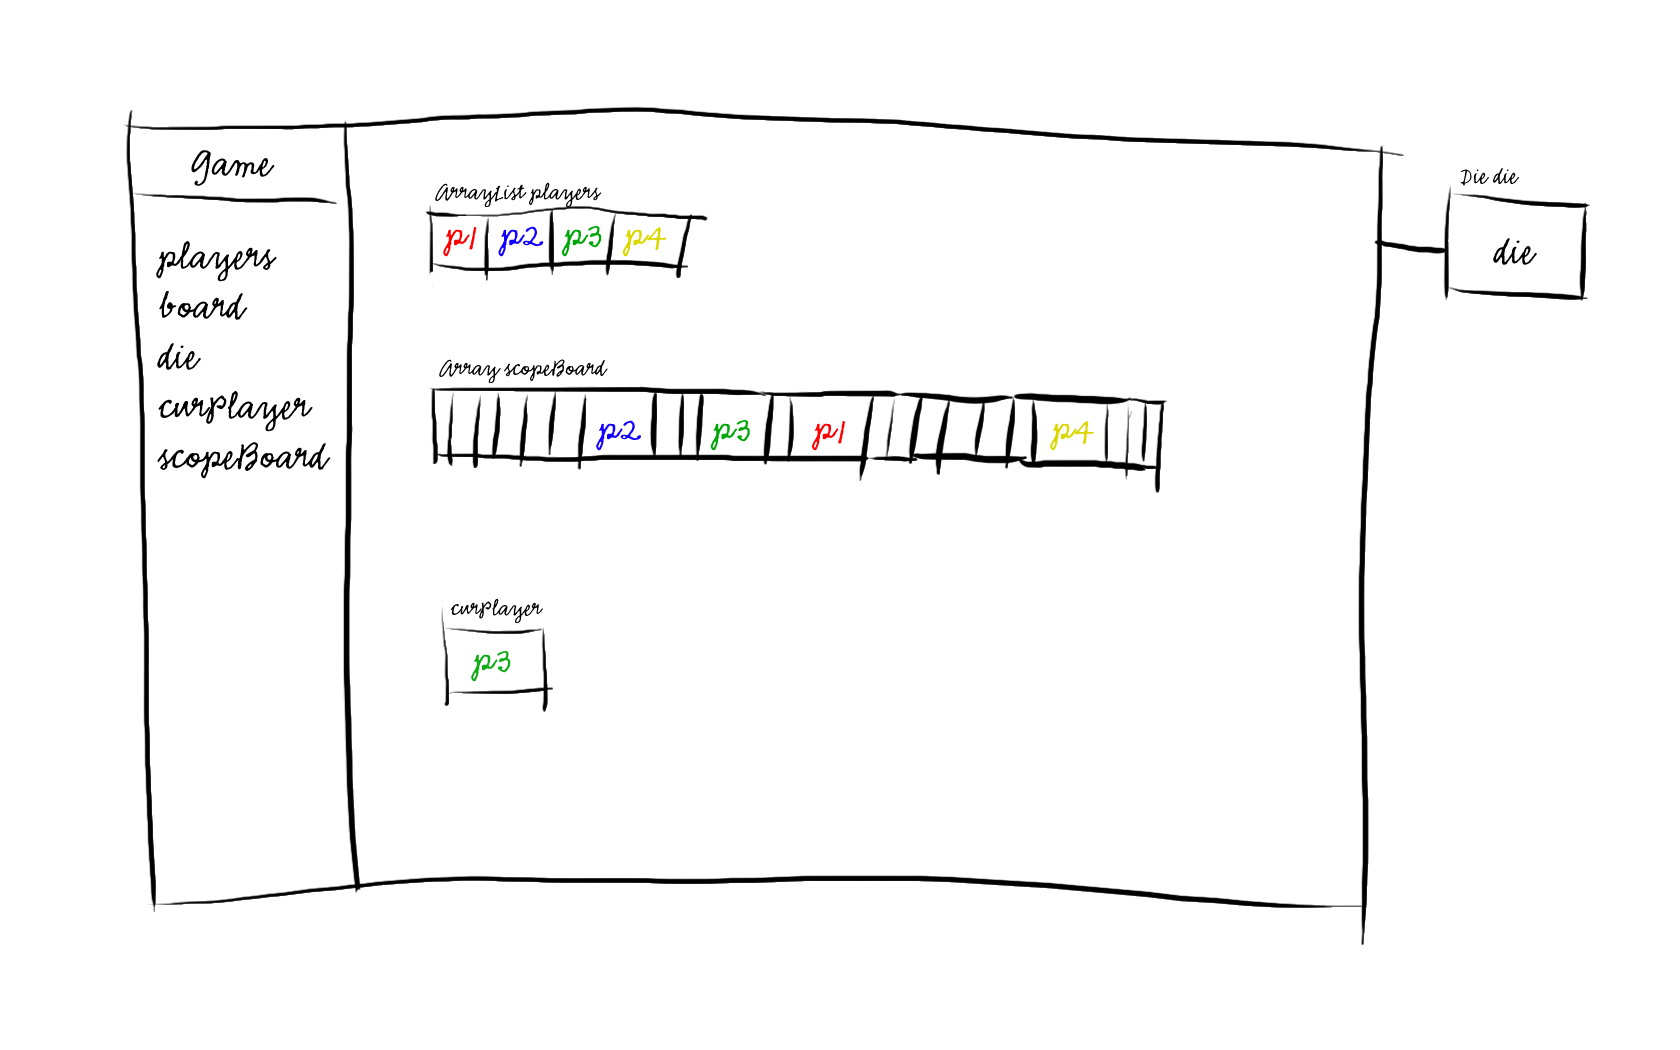 Game
players
board
die
curPlayer
scopeBoard
ArrayList players
p1 p2 p3 p4
Array scopeBoard
p2 p3 p1 p4
curPlayer
p3
Die die
die